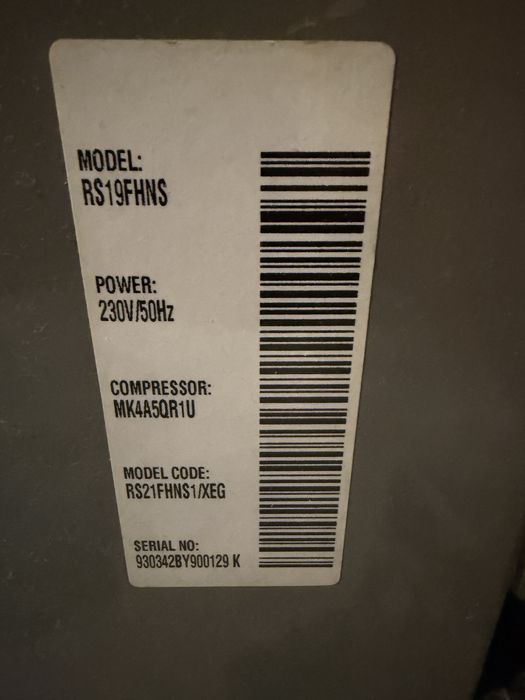 MODEL:
RS19FHNS
POWER:
230V/50Hz
COMPRESSOR:
MK4A5QR1U
MODEL CODE:
RS21FHNS1/XEG
SERIAL NO:
930342BY900129 K